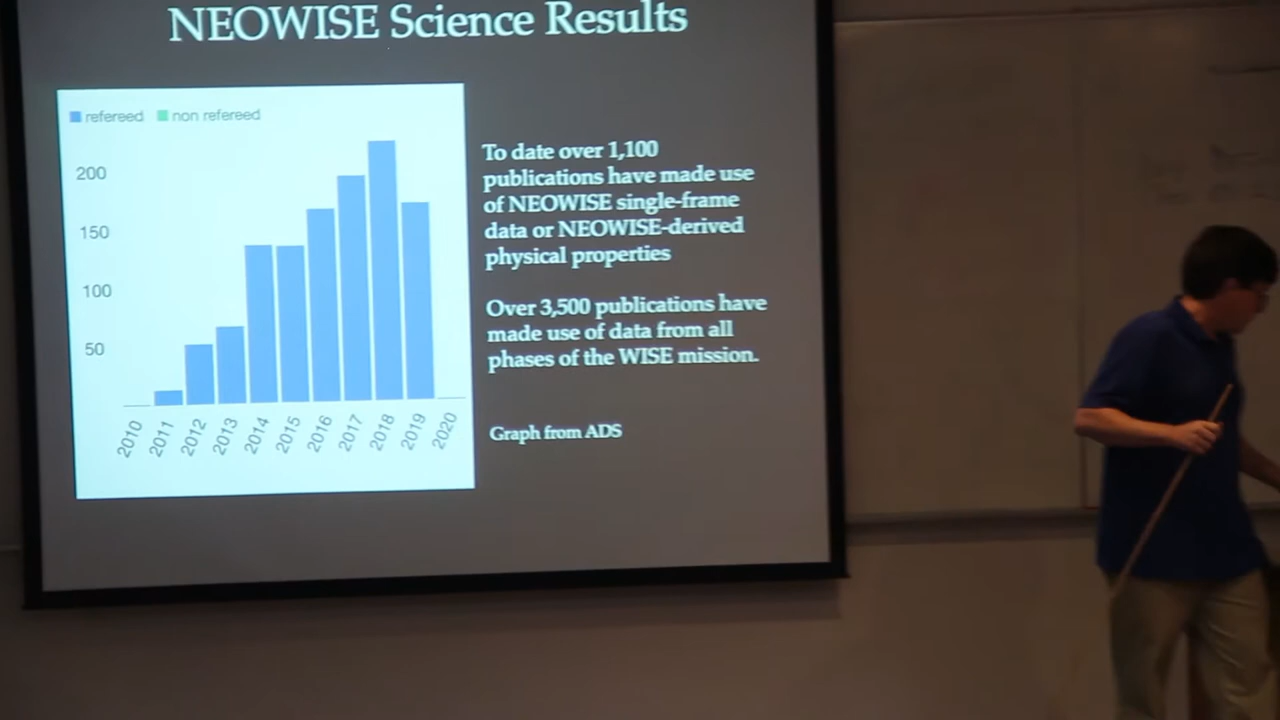 NEOWISE Science Results
refereed non refereed
200
150
100
50
2010 2011 2012 2013 2014 2015 2016 2017 2018 2019 2020
To date over 1,100
publications have made use
of NEOWISE single-frame
data or NEOWISE-derived
physical properties
Over 3,500 publications have
made use of data from all
phases of the WISE mission.
Graph from ADS